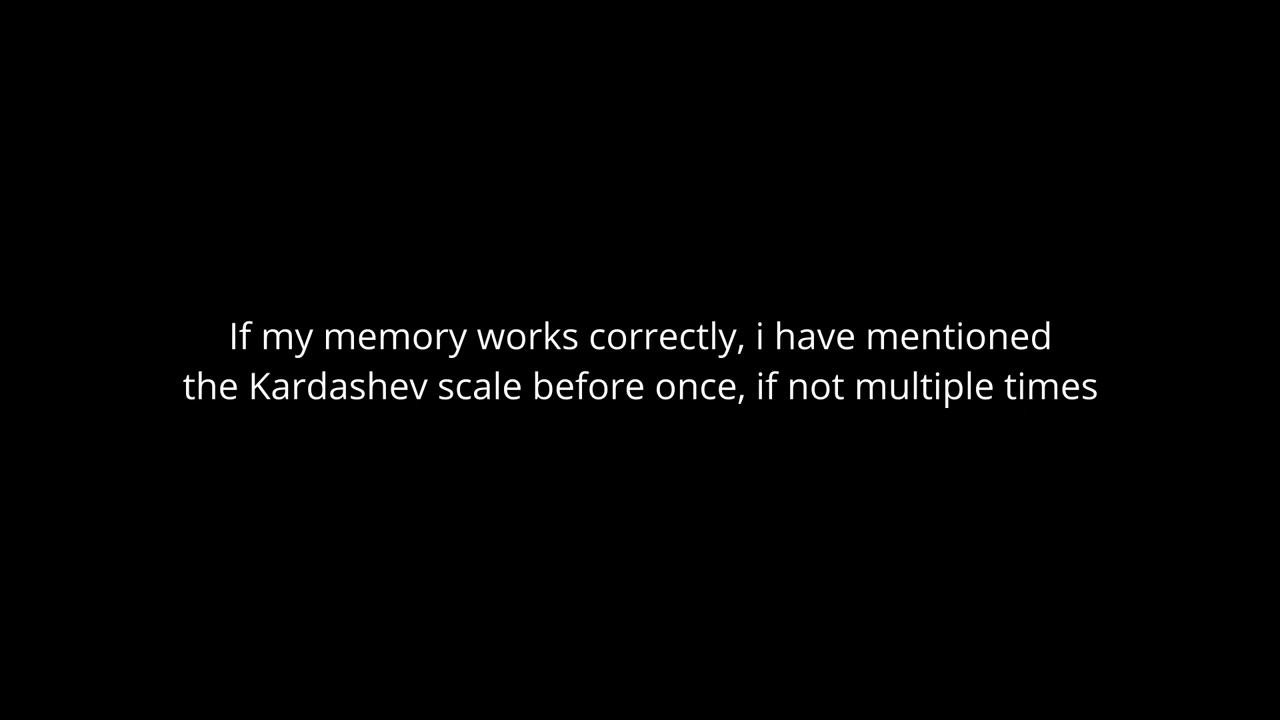 If my memory works correctly, i have mentioned
the Kardashev scale before once, if not multiple times